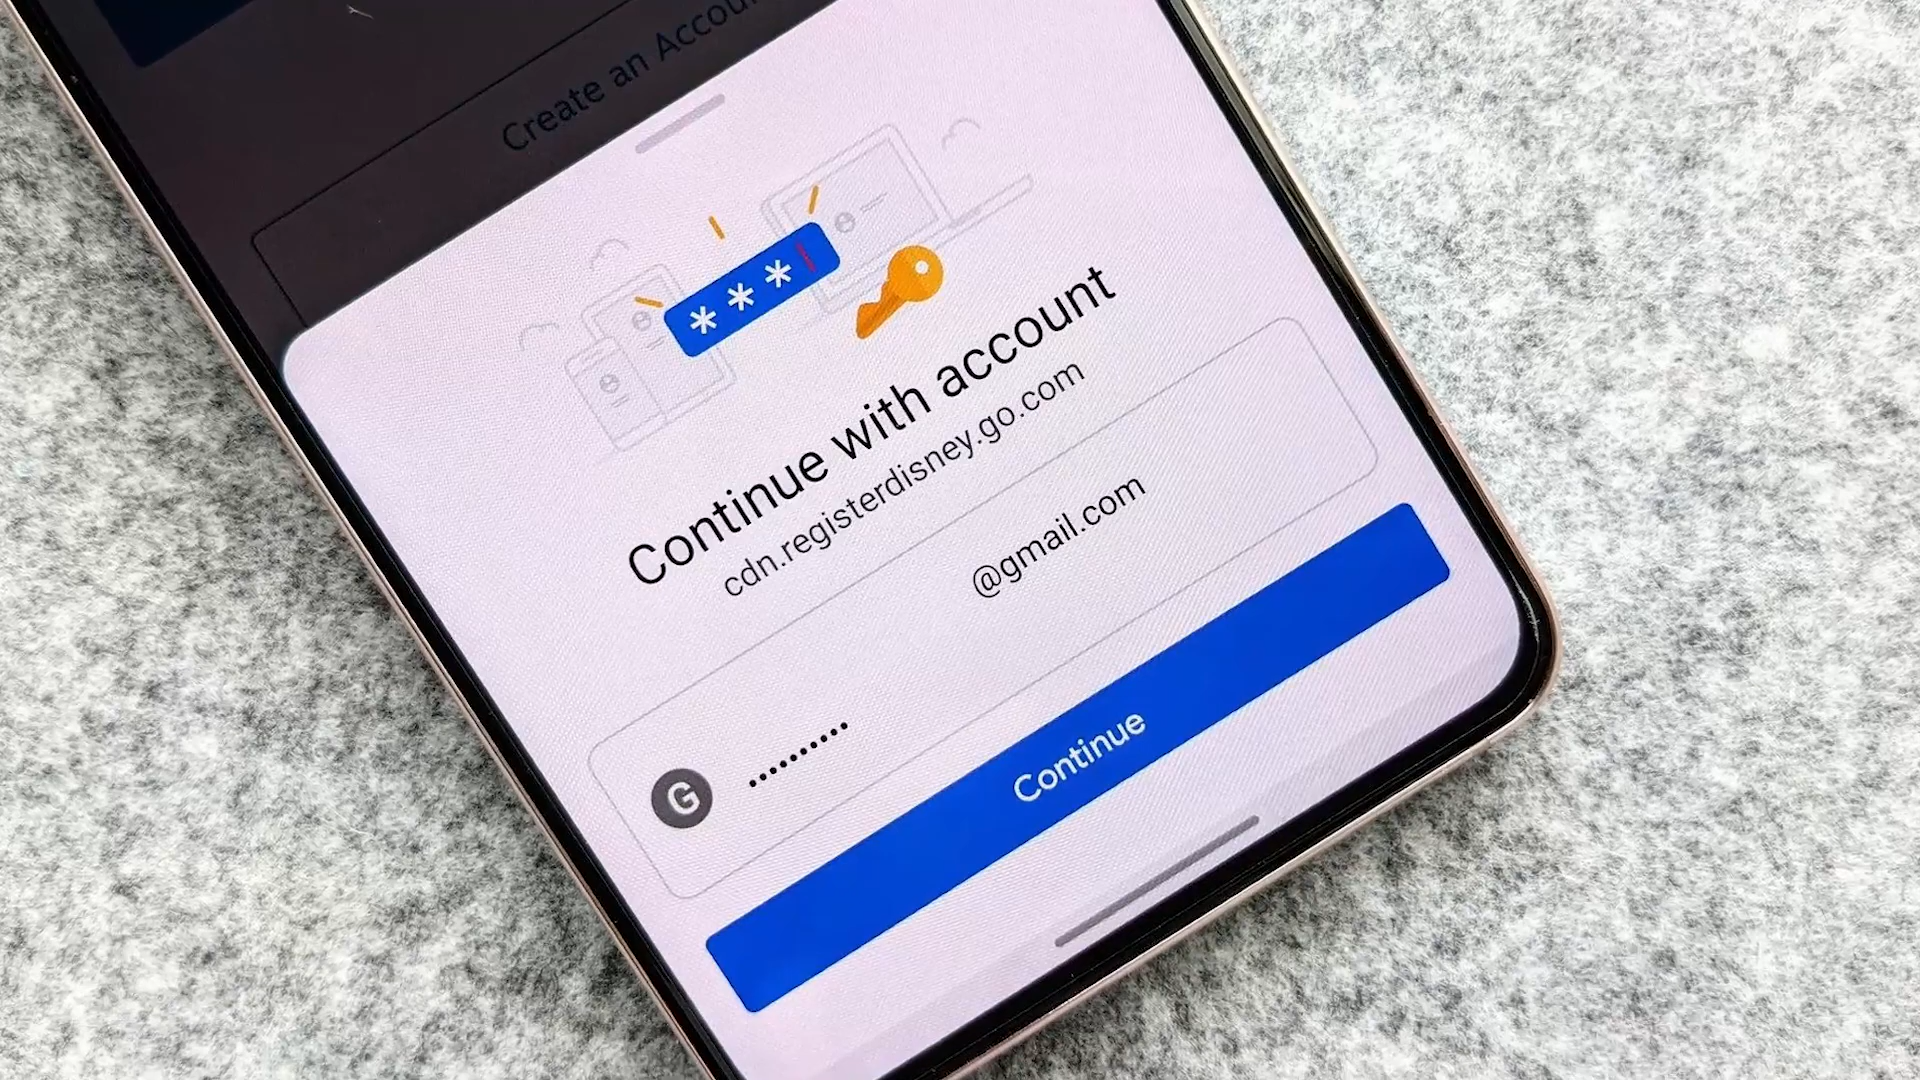 Create an Accou
***
Continue with account
cdn.registerdisney.go.com
@gmail.com
G ··········
Continue